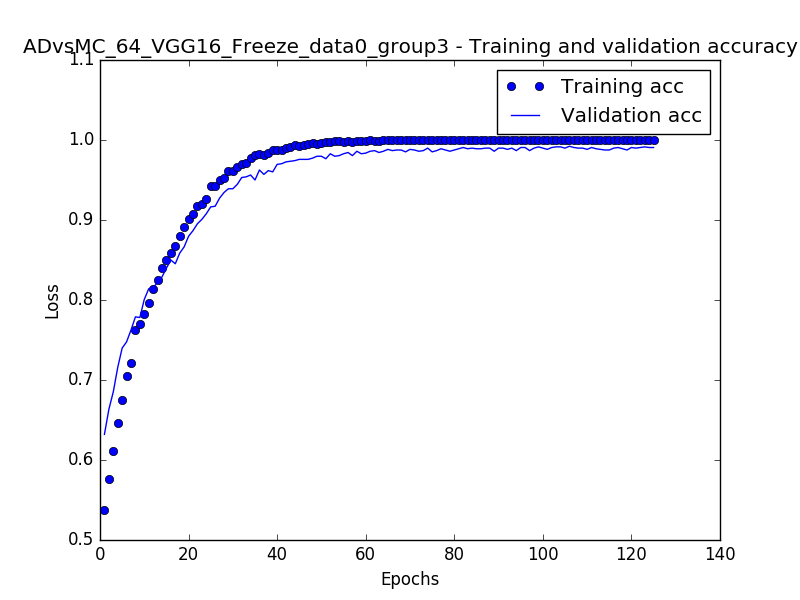 ADvsMC_64_VGG16_Freeze_data0_group3 - Training and validation accuracy
1.1
Training acc
Validation acc
1.0
0.9
0.8
Loss
0.7
0.6
0.5
0 20 40 60 80 100 120 140
Epochs